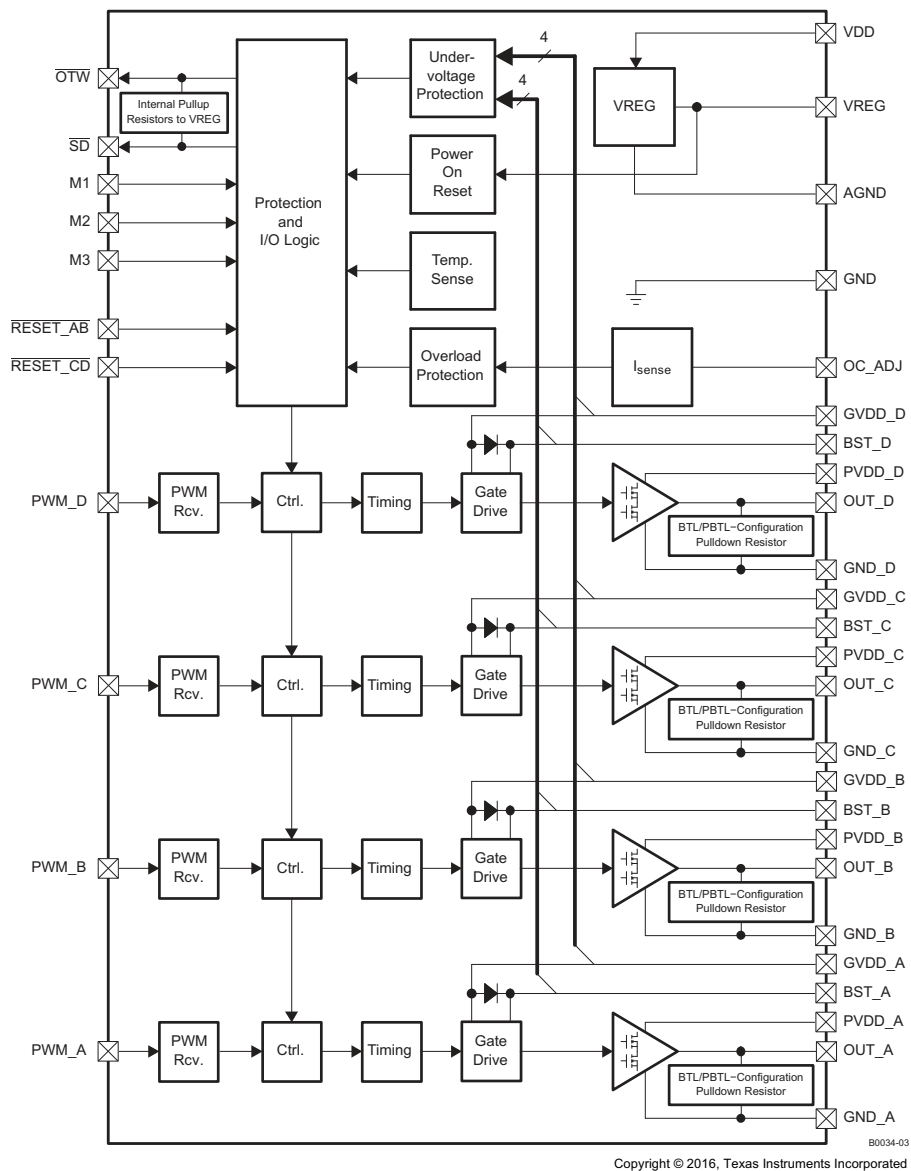 VDD
4
Under-
voltage
Protection
OTW
4
Internal Pullup
Resistors to VREG
VREG
VREG
SD
Power
On
Reset
M1
AGND
Protection
and
I/O Logic
M2
M3
Temp.
Sense
GND
RESET_AB
RESET_CD
Overload
Protection
Isense
OC_ADJ
GVDD_D
BST_D
PVDD_D
PWM_D
PWM
Rcv.
Ctrl.
Timing
Gate
Drive
OUT_D
BTL/PBTL−Configuration
Pulldown Resistor
GND_D
GVDD_C
BST_C
PVDD_C
PWM_C
PWM
Rcv.
Ctrl.
Timing
Gate
Drive
OUT_C
BTL/PBTL−Configuration
Pulldown Resistor
GND_C
GVDD_B
BST_B
PVDD_B
PWM_B
PWM
Rcv.
Ctrl.
Timing
Gate
Drive
OUT_B
BTL/PBTL−Configuration
Pulldown Resistor
GND_B
GVDD_A
BST_A
PVDD_A
PWM_A
PWM
Rcv.
Ctrl.
Timing
Gate
Drive
OUT_A
BTL/PBTL−Configuration
Pulldown Resistor
GND_A
B0034-03
Copyright © 2016, Texas Instruments Incorporated